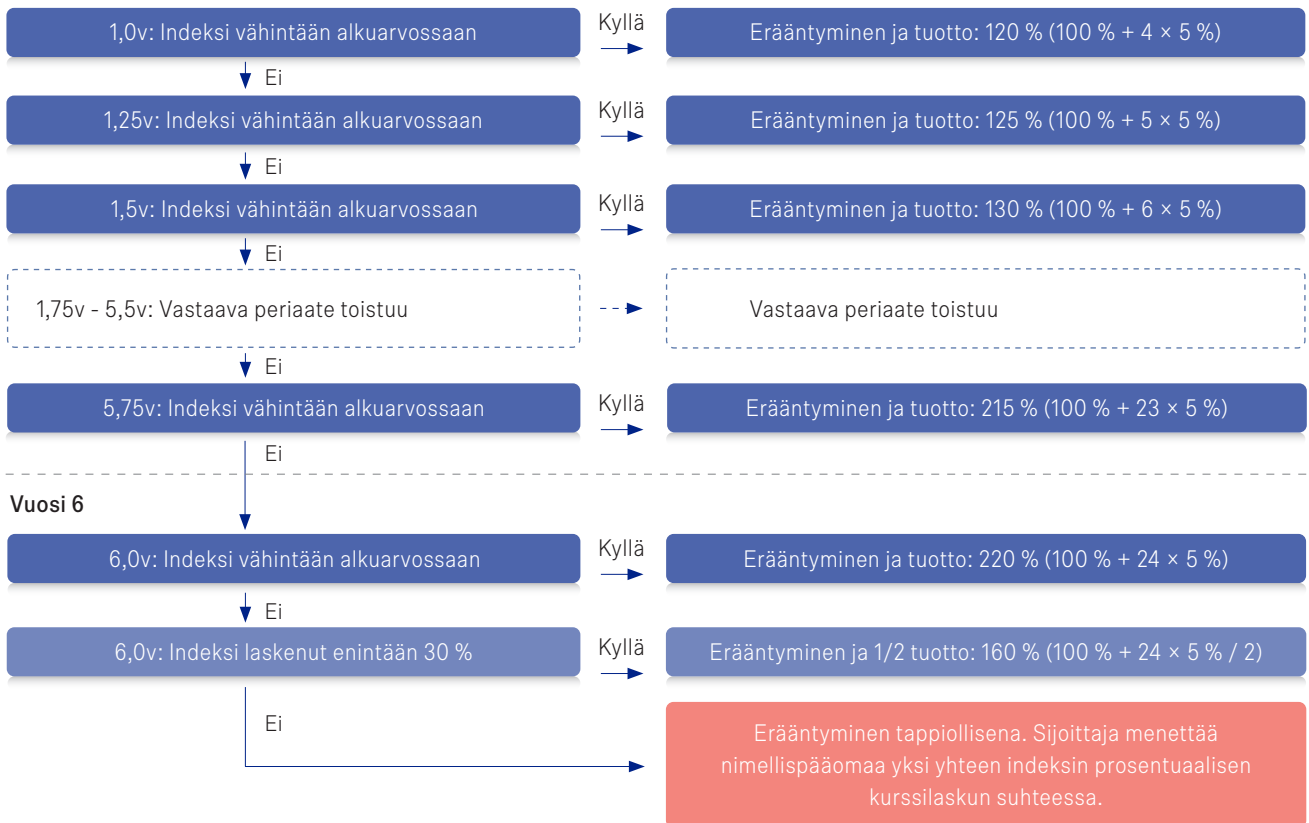 1,0v: Indeksi vähintään alkuarvossaan
Kyllä
Erääntyminen ja tuotto: 120 % (100 % + 4 × 5 %)
Ei
1,25v: Indeksi vähintään alkuarvossaan
Kyllä
Erääntyminen ja tuotto: 125 % (100 % + 5 × 5 %)
Ei
1,5v: Indeksi vähintään alkuarvossaan
Kyllä
Erääntyminen ja tuotto: 130 % (100 % + 6 × 5 %)
Ei
1,75v - 5,5v: Vastaava periaate toistuu
Vastaava periaate toistuu
Ei
5,75v: Indeksi vähintään alkuarvossaan
Kyllä
Erääntyminen ja tuotto: 215 % (100 % + 23 × 5 %)
Ei
Vuosi 6
6,0v: Indeksi vähintään alkuarvossaan
Kyllä
Erääntyminen ja tuotto: 220 % (100 % + 24 × 5 %)
Ei
6,0v: Indeksi laskenut enintään 30 %
Kyllä
Erääntyminen ja 1/2 tuotto: 160 % (100 % + 24 × 5 % / 2)
Ei
Erääntyminen tappiollisena. Sijoittaja menettää
nimellispääomaa yksi yhteen indeksin prosentuaalisen
kurssilaskun suhteessa.